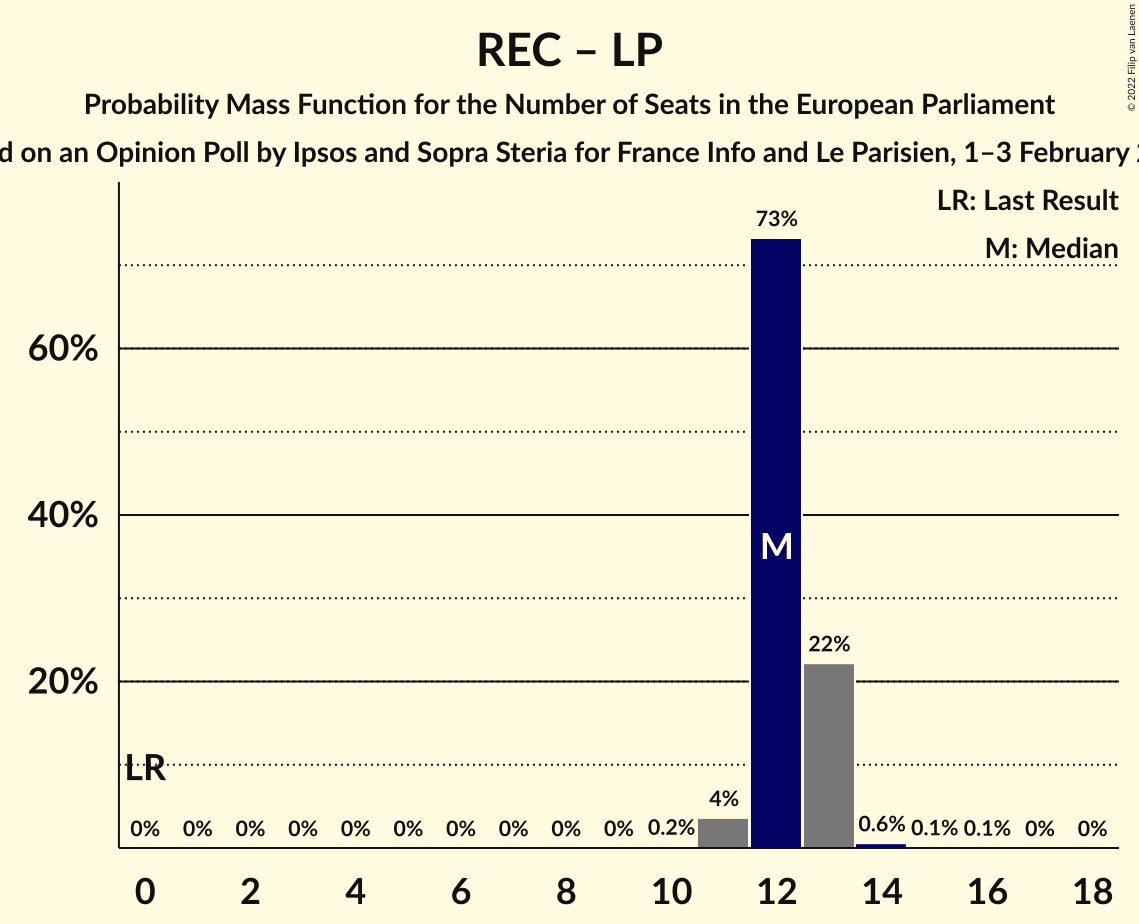 REC – LP
Probability Mass Function for the Number of Seats in the European Parliament
on an Opinion Poll by Ipsos and Sopra Steria for France Info and Le Parisien, 1–3 February
© 2022 Filip van Laenen
LR: Last Result
M: Median
73%
60%
40%
M
22%
20%
LR
4%
0% 0% 0% 0% 0% 0% 0% 0% 0% 0% 0.2% 0.6% 0.1% 0.1% 0% 0%
0 2 4 6 8 10 12 14 16 18